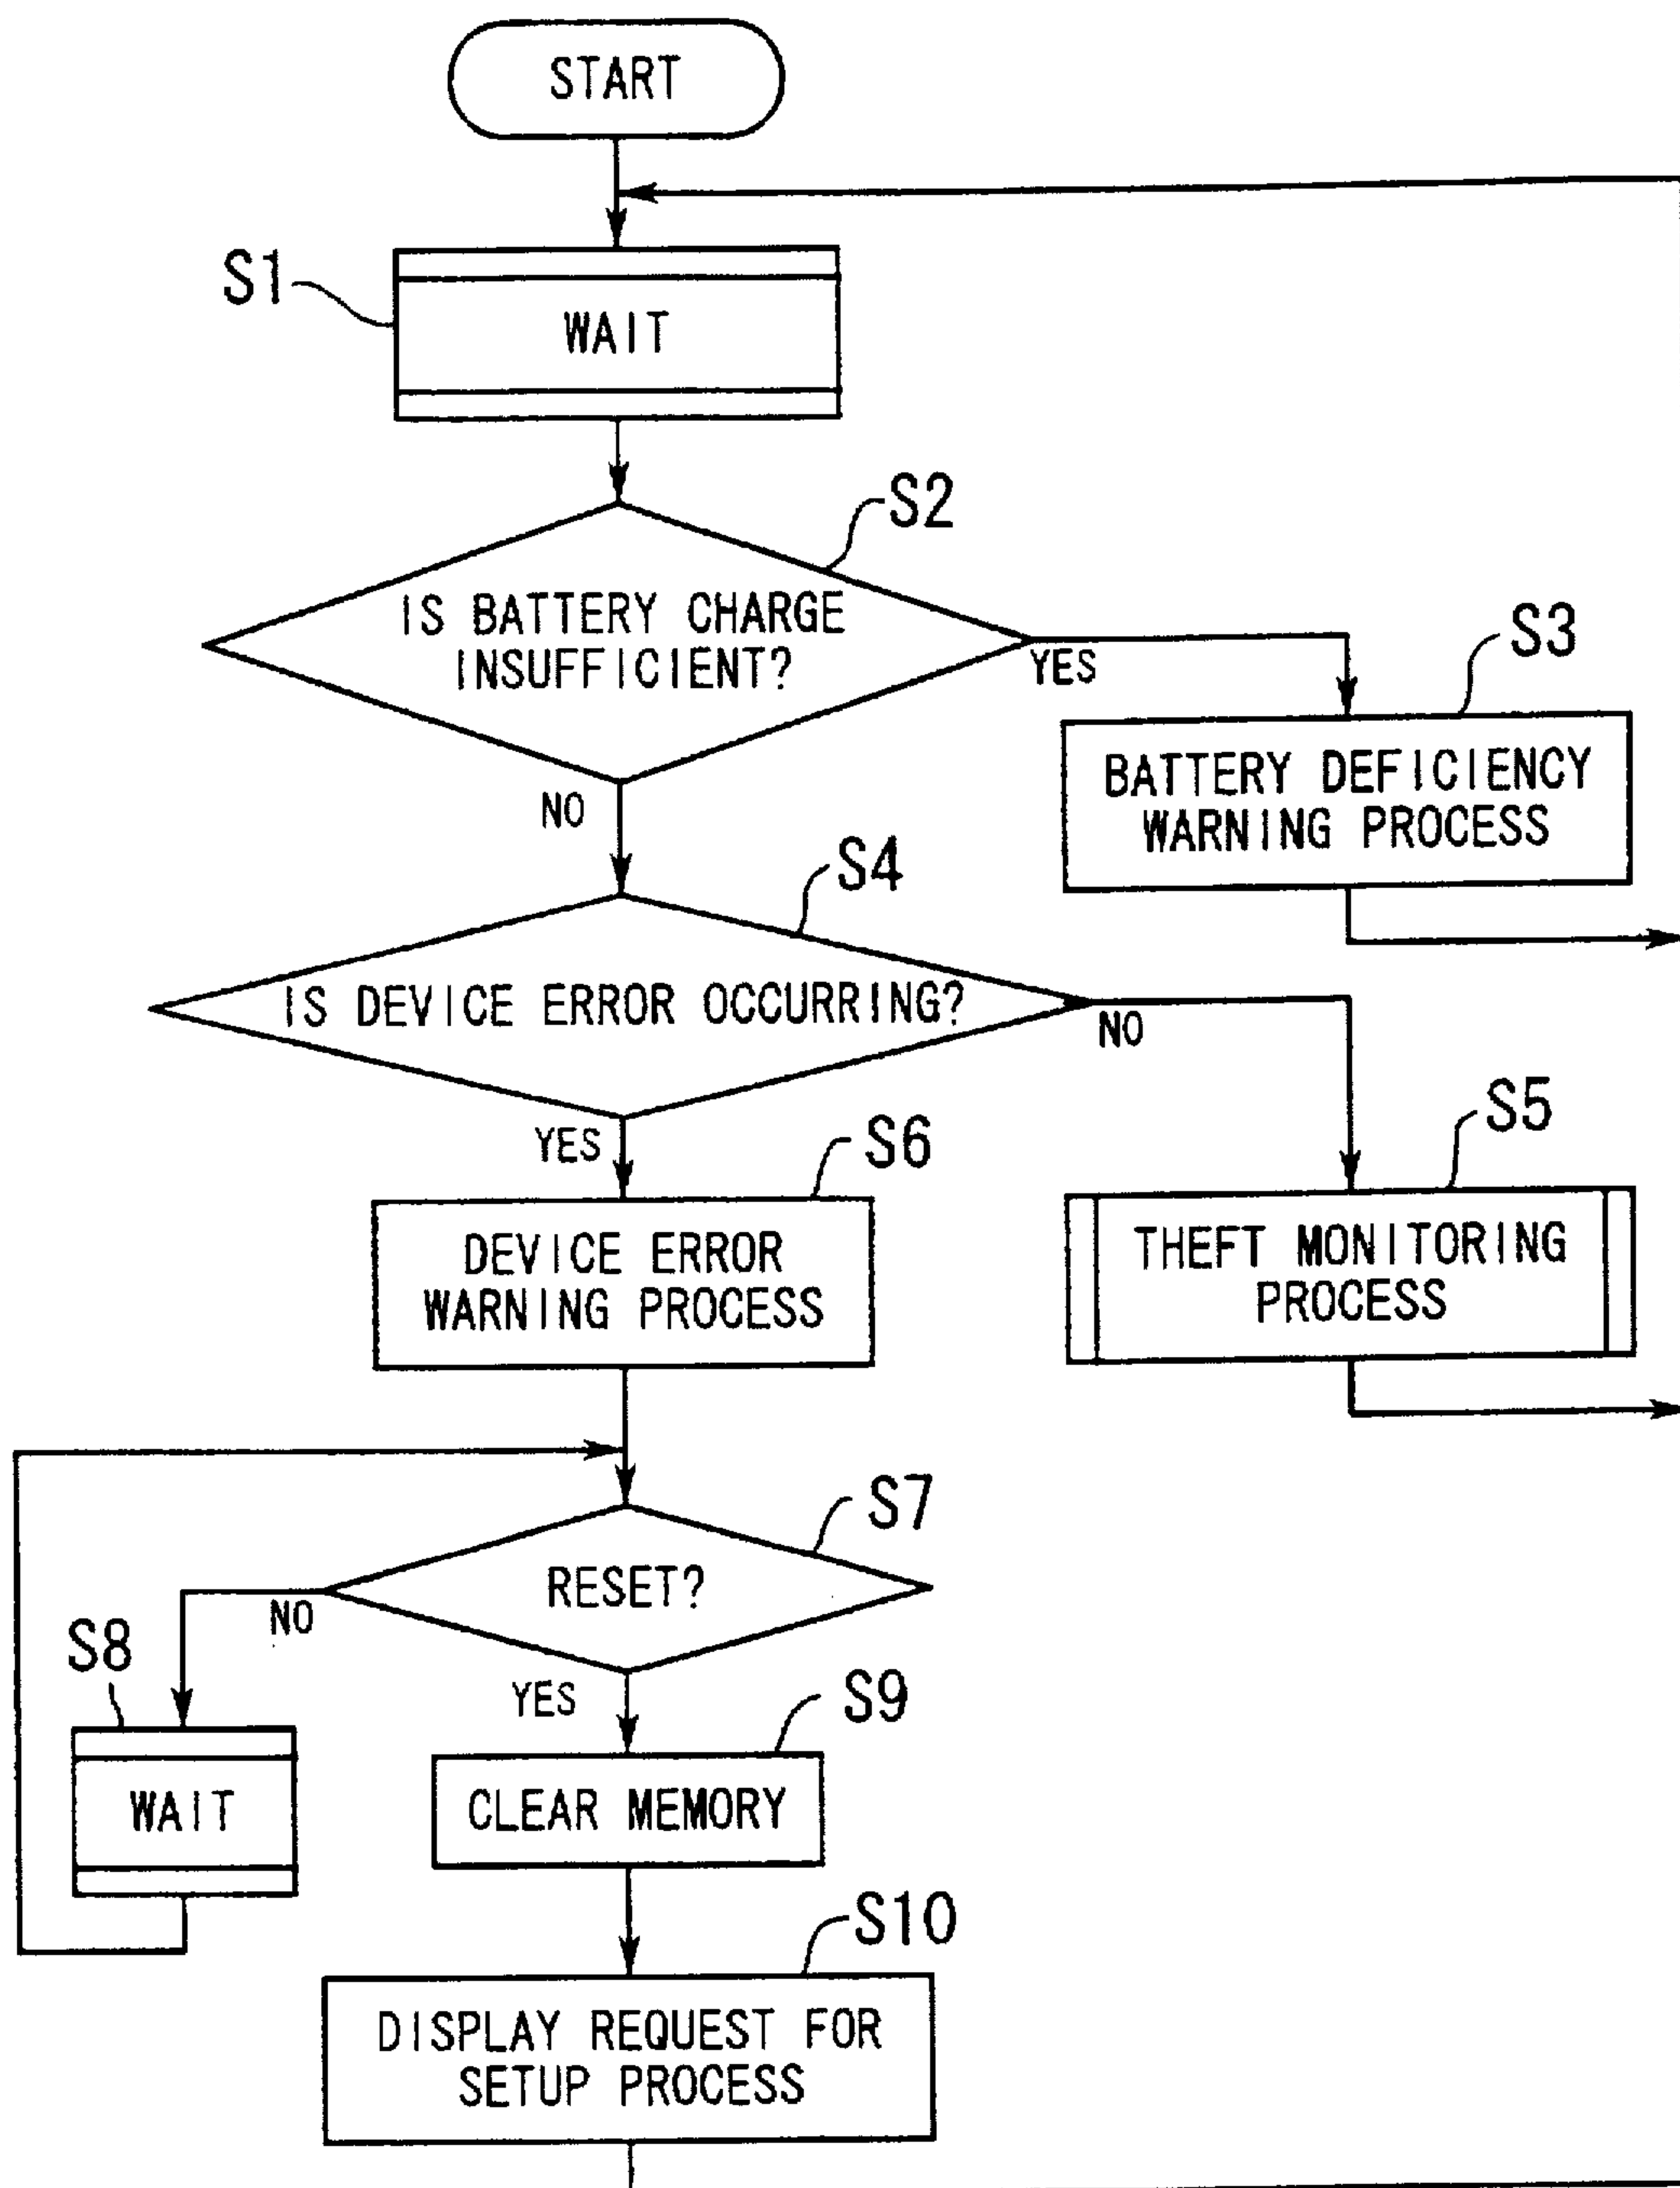 START
S1
WAIT
S2
IS BATTERY CHARGE
INSUFFICIENT?
YES
S3
BATTERY DEFICIENCY
WARNING PROCESS
NO
S4
IS DEVICE ERROR OCCURRING?
NO
YES
S5
THEFT MONITORING
PROCESS
S6
DEVICE ERROR
WARNING PROCESS
S7
RESET?
NO
YES
S8
WAIT
S9
CLEAR MEMORY
S10
DISPLAY REQUEST FOR
SETUP PROCESS